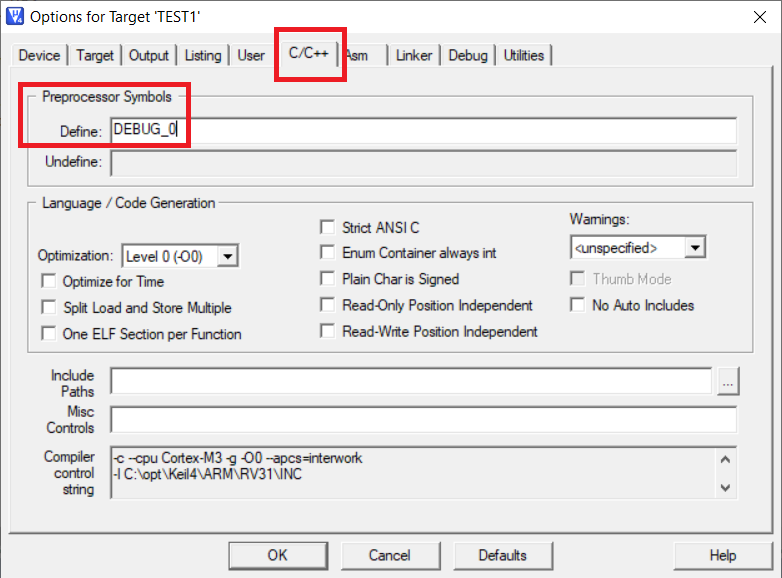 Options for Target 'TEST1'
Device Target Output Listing User C/C++ Asm Linker Debug Utilities
Preprocessor Symbols
Define: DEBUG_0
Undefine:
Language / Code Generation
Optimization: Level 0 (-O0)
Optimize for Time
Split Load and Store Multiple
One ELF Section per Function
Strict ANSI C
Enum Container always int
Plain Char is Signed
Read-Only Position Independent
Read-Write Position Independent
Warnings:
<unspecified>
Thumb Mode
No Auto Includes
Include
Paths
...
Misc
Controls
Compiler
control
string
-c --cpu Cortex-M3 -g -O0 --apcs=interwork
-I C:\opt\Keil4\ARM\RV31\INC
OK Cancel Defaults Help